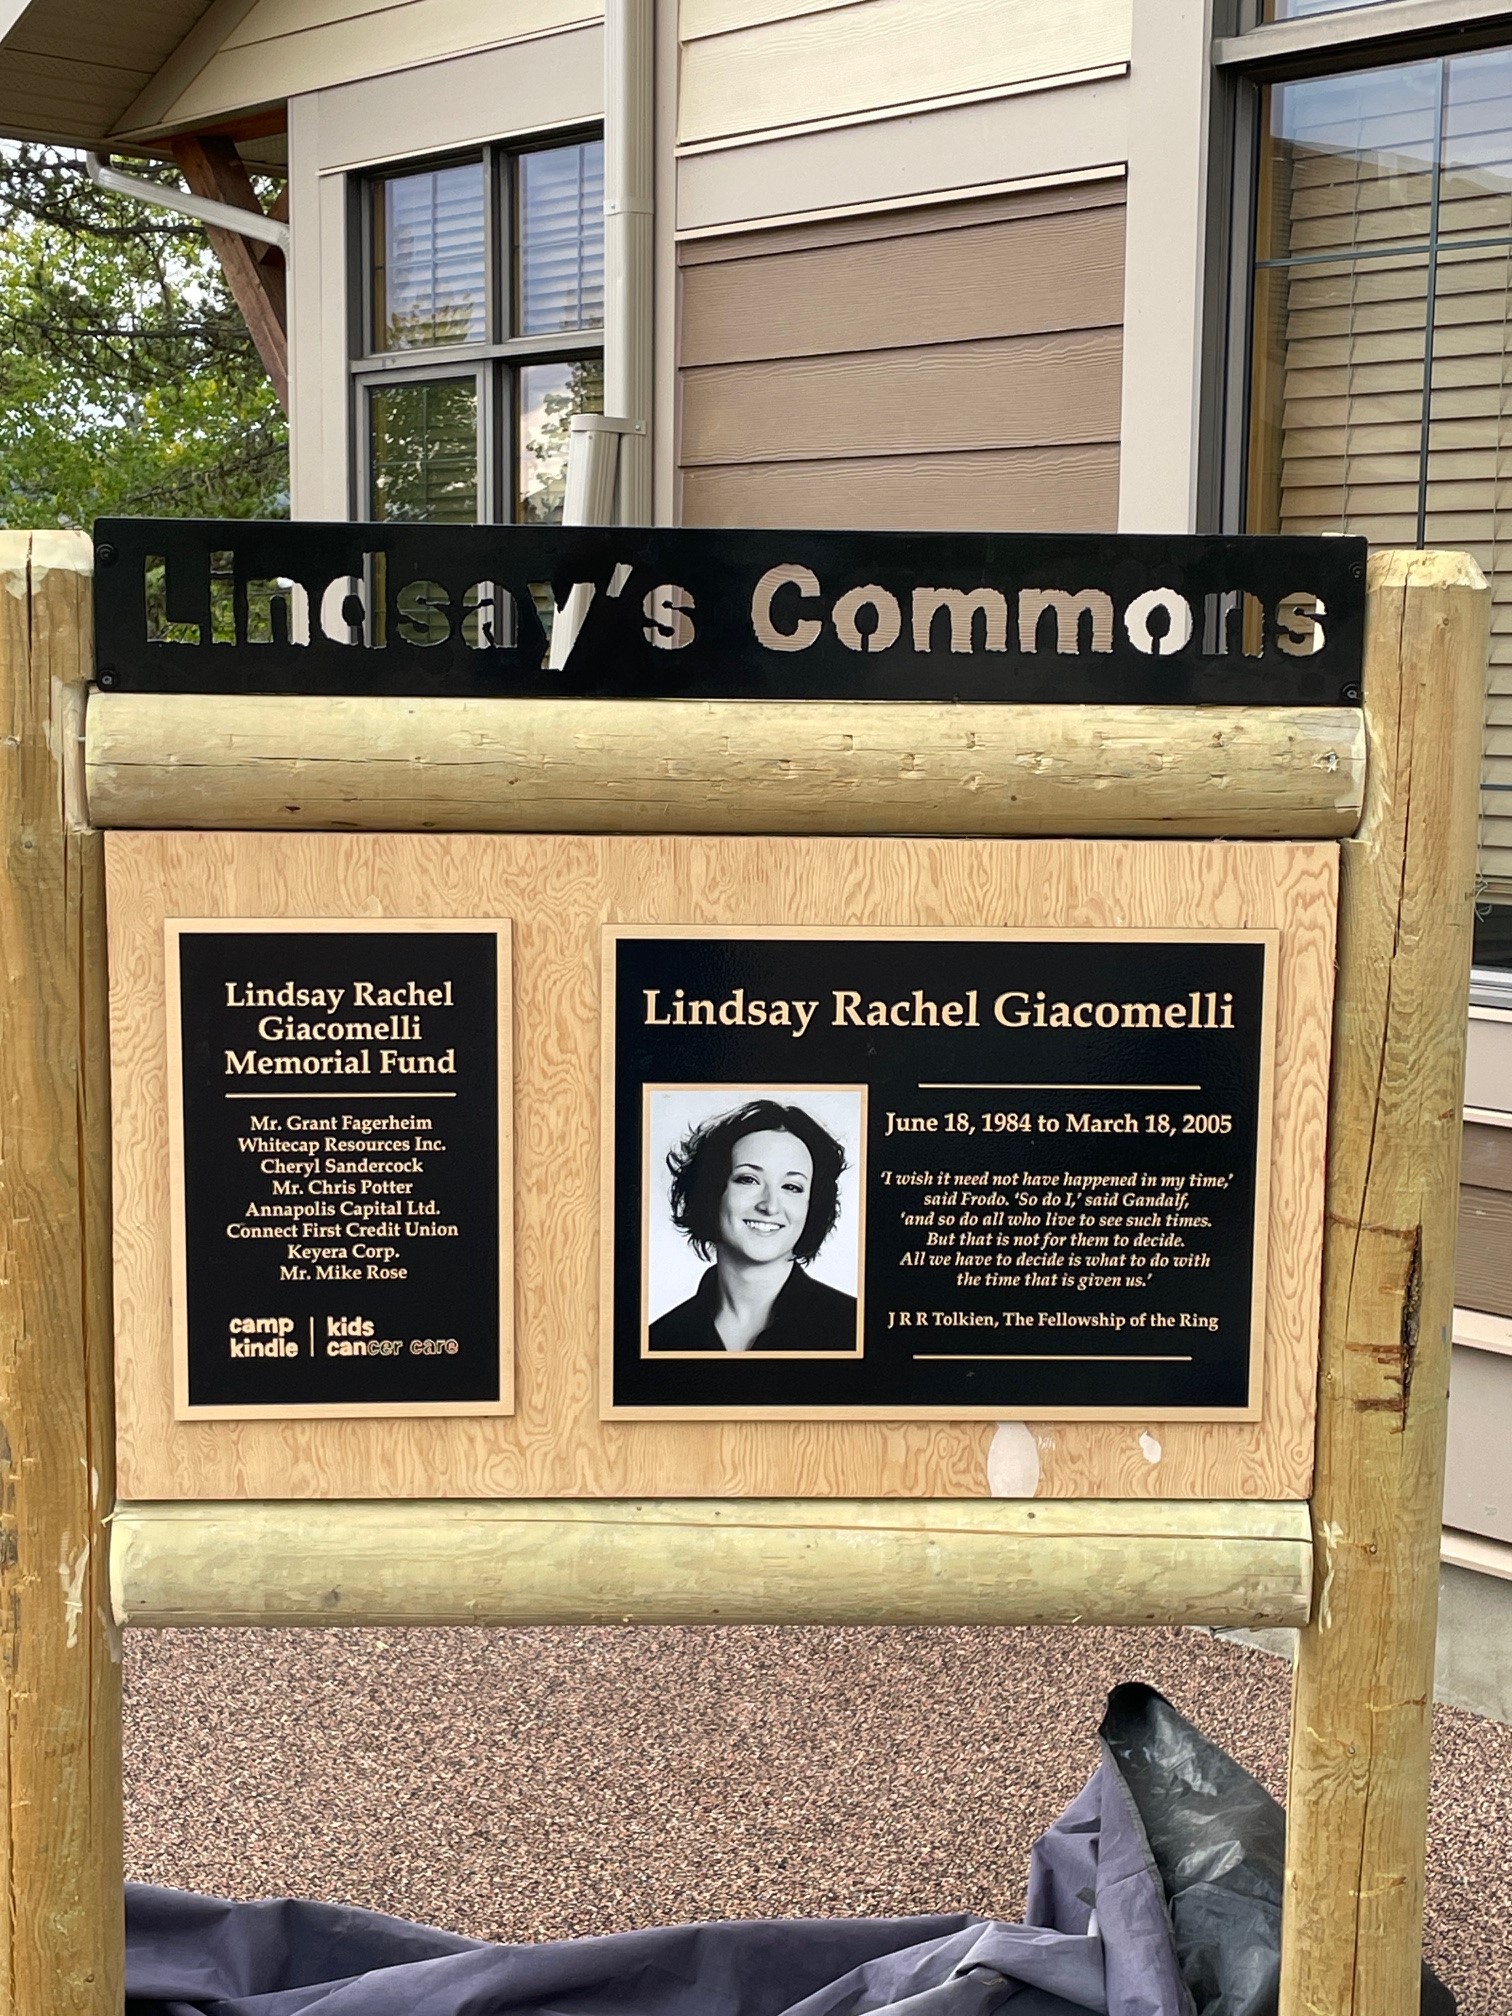 Lindsay's Commons
Lindsay Rachel
Giacomelli
Memorial Fund
Mr. Grant Fagerheim
Whitecap Resources Inc.
Cheryl Sandercock
Mr. Chris Potter
Annapolis Capital Ltd.
Connect First Credit Union
Keyera Corp.
Mr. Mike Rose
camp
kindle
kids
cancer care
Lindsay Rachel Giacomelli
June 18, 1984 to March 18, 2005
'I wish it need not have happened in my time,'
said Frodo. 'So do I,' said Gandalf,
'and so do all who live to see such times.
But that is not for them to decide.
All we have to decide is what to do with
the time that is given us.'
J R R Tolkien, The Fellowship of the Ring